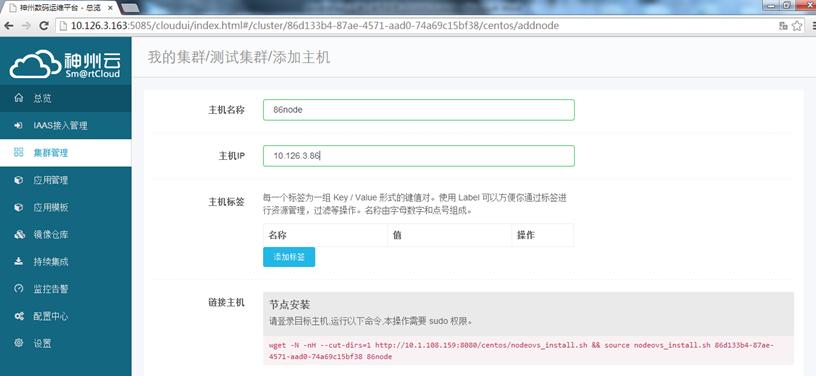 神州数码运维平台 - 总览
10.126.3.163:5085/cloudui/index.html#/cluster/86d133b4-87ae-4571-aad0-74a69c15bf38/centos/addnode
神州云
Sm@rtCloud
我的集群/测试集群/添加主机
总览
IAAS接入管理
集群管理
应用管理
应用模板
镜像仓库
持续集成
监控告警
配置中心
设置
主机名称
86node
主机IP
10.126.3.86
主机标签
每一个标签为一组 Key / Value 形式的键值对。使用 Label 可以方便你通过标签进
行资源管理，过滤等操作。名称由字母数字和点号组成。
名称 值 操作
添加标签
链接主机
节点安装
请登录目标主机,运行以下命令,本操作需要 sudo 权限。
wget -N -nH --cut-dirs=1 http://10.1.108.159:8080/centos/nodeovs_install.sh && source nodeovs_install.sh 86d133b4-87ae-
4571-aad0-74a69c15bf38 86node